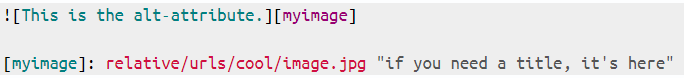 ![This is the alt-attribute.][myimage]
[myimage]: relative/urls/cool/image.jpg "if you need a title, it's here"